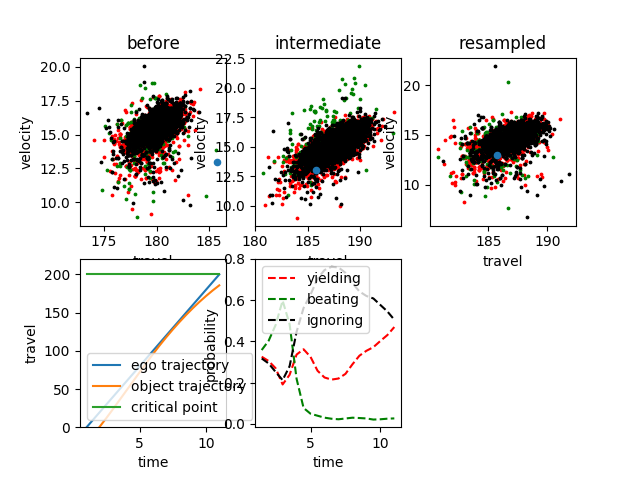 before
intermediate
resampled
20.0
17.5
15.0
12.5
10.0
velocity
175
180
185
travel
22.5
20.0
17.5
15.0
12.5
10.0
velocity
180
185
190
travel
20
15
10
velocity
185
190
travel
200
150
100
50
0
travel
ego trajectory
object trajectory
critical point
5
10
time
0.8
0.6
0.4
0.2
0.0
probability
yielding
beating
ignoring
5
10
time